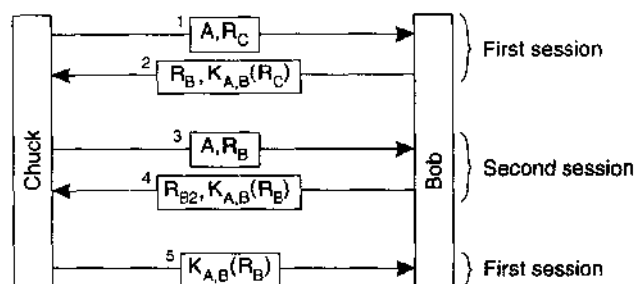 1 A,R_C
First session
2 R_B, K_A,B(R_C)
Chuck
Bob
3 A,R_B
Second session
4 R_B2, K_A,B(R_B)
5 K_A,B(R_B)
First session